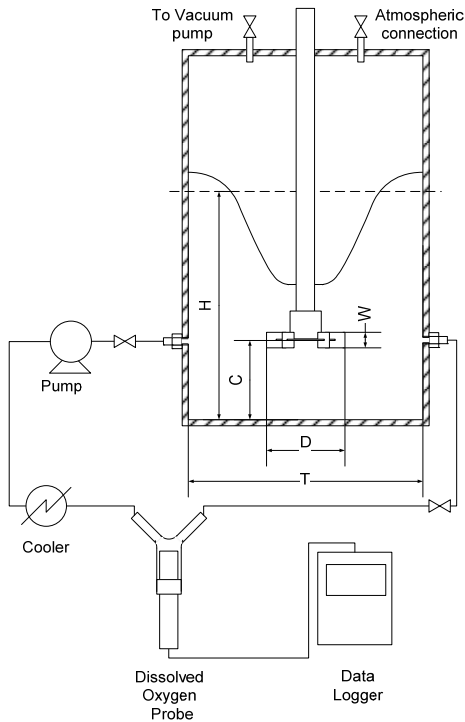 To Vacuum
pump
Atmospheric
connection
H
W
C
Pump
D
T
Cooler
Dissolved
Oxygen
Probe
Data
Logger